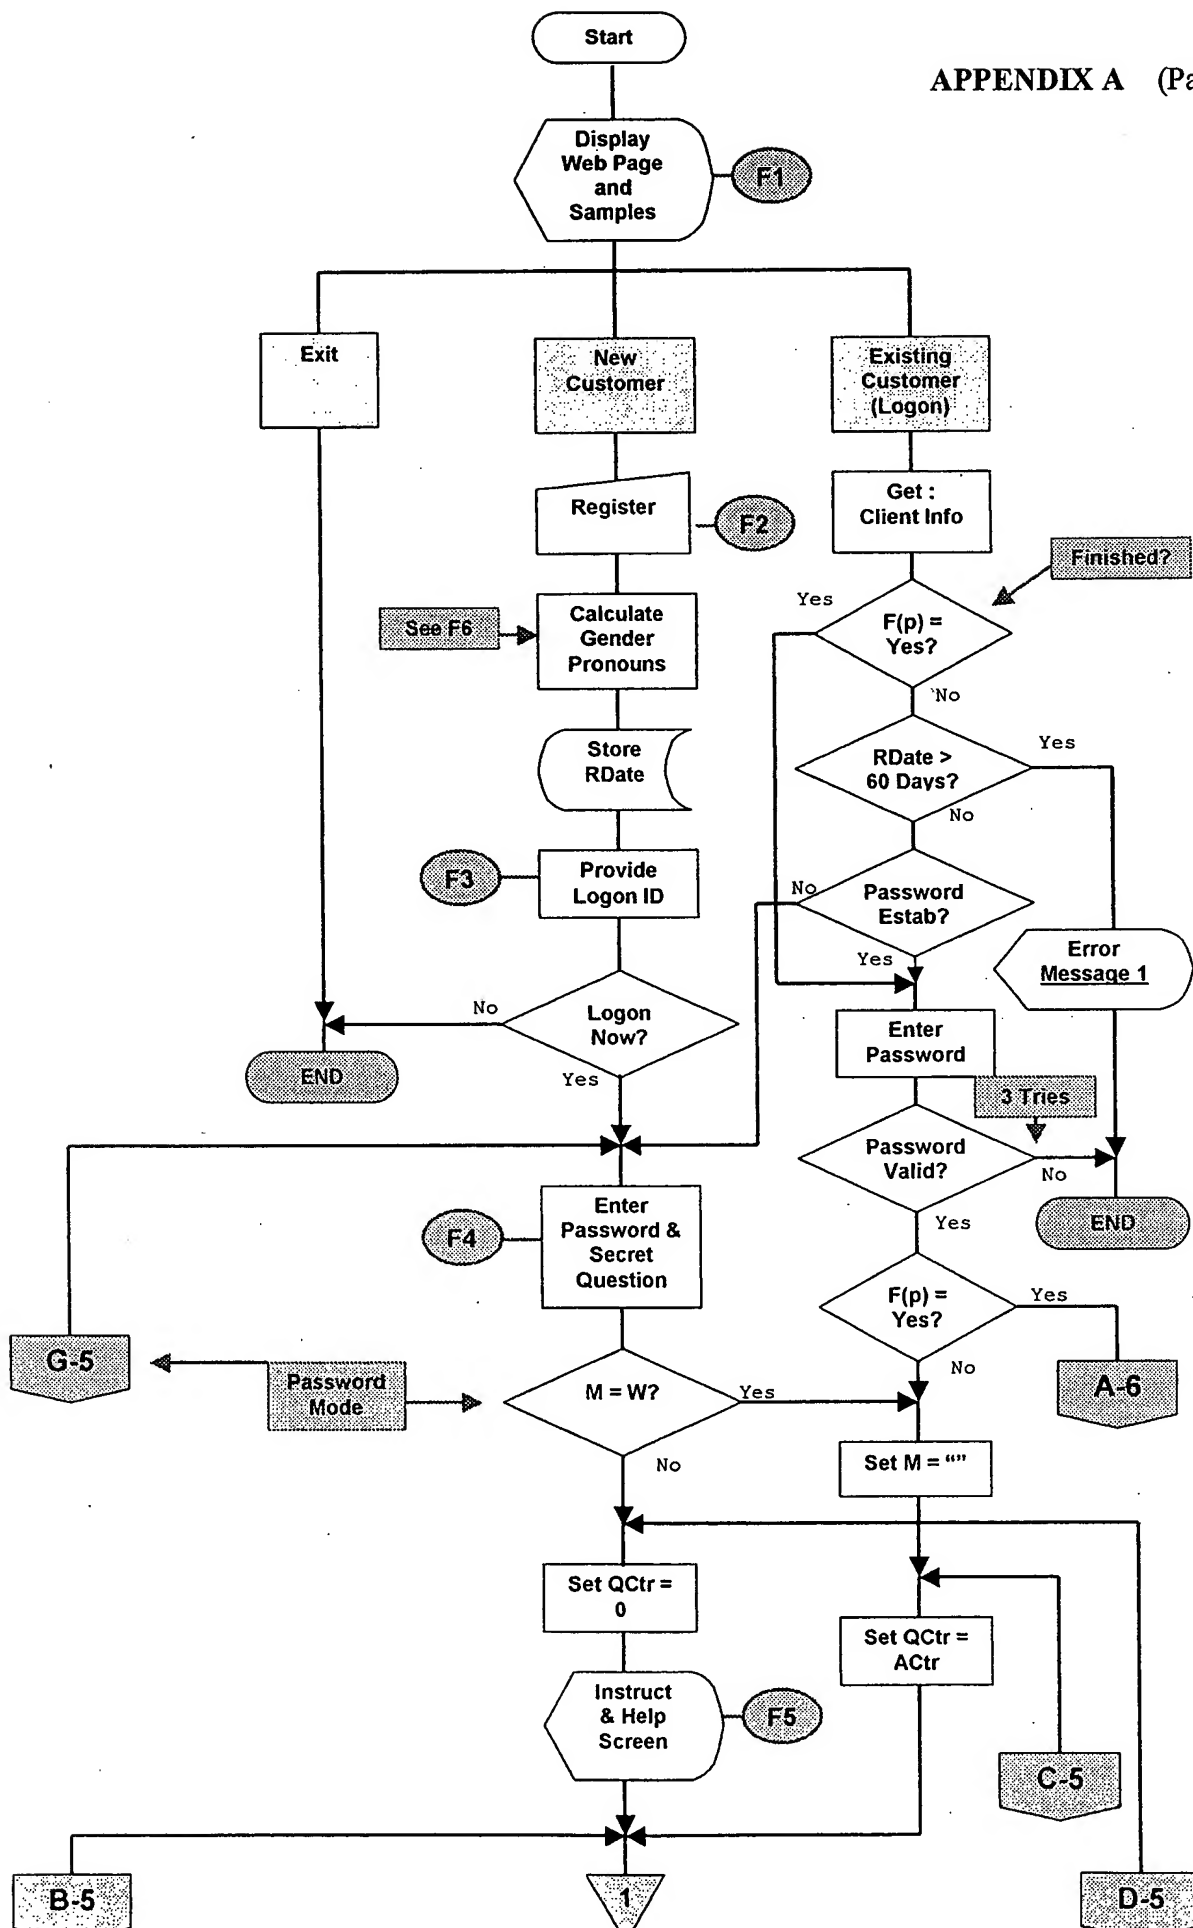 Start
APPENDIX A (Pa
Display
Web Page
and
Samples
F1
Exit
New
Customer
Existing
Customer
(Logon)
Register
F2
Get :
Client Info
Finished?
See F6
Calculate
Gender
Pronouns
Yes
F(p) =
Yes?
No
Store
RDate
RDate >
60 Days?
Yes
No
F3
Provide
Logon ID
No
Password
Estab?
Yes
Error
Message 1
No
Logon
Now?
Yes
Enter
Password
END
3 Tries
Password
Valid?
No
Yes
END
F4
Enter
Password &
Secret
Question
F(p) =
Yes?
Yes
No
G-5
Password
Mode
M = W?
Yes
No
A-6
Set M = “”
Set QCtr =
0
Set QCtr =
ACtr
Instruct
& Help
Screen
F5
C-5
B-5
1
D-5